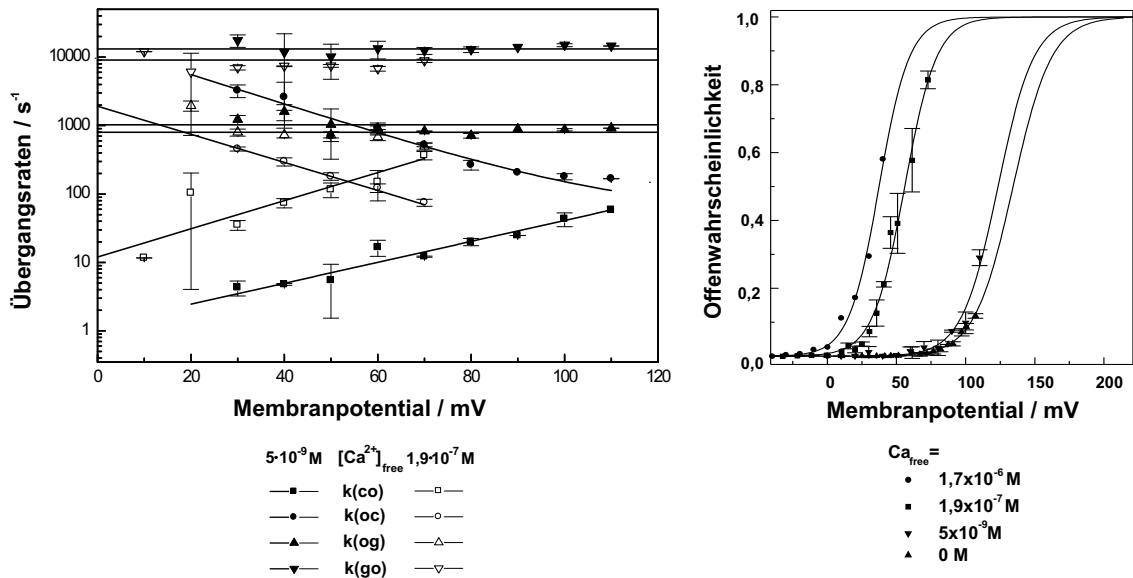 Übergangsraten / s⁻¹
10000
1000
100
10
1
0 20 40 60 80 100 120
Membranpotential / mV
5·10⁻⁹M [Ca²⁺]free 1,9·10⁻⁷M
k(co)
k(oc)
k(og)
k(go)
Offenwahrscheinlichkeit
1,0
0,8
0,6
0,4
0,2
0,0
0 50 100 150 200
Membranpotential / mV
Cafree=
1,7x10⁻⁶ M
1,9x10⁻⁷M
5x10⁻⁹M
0 M